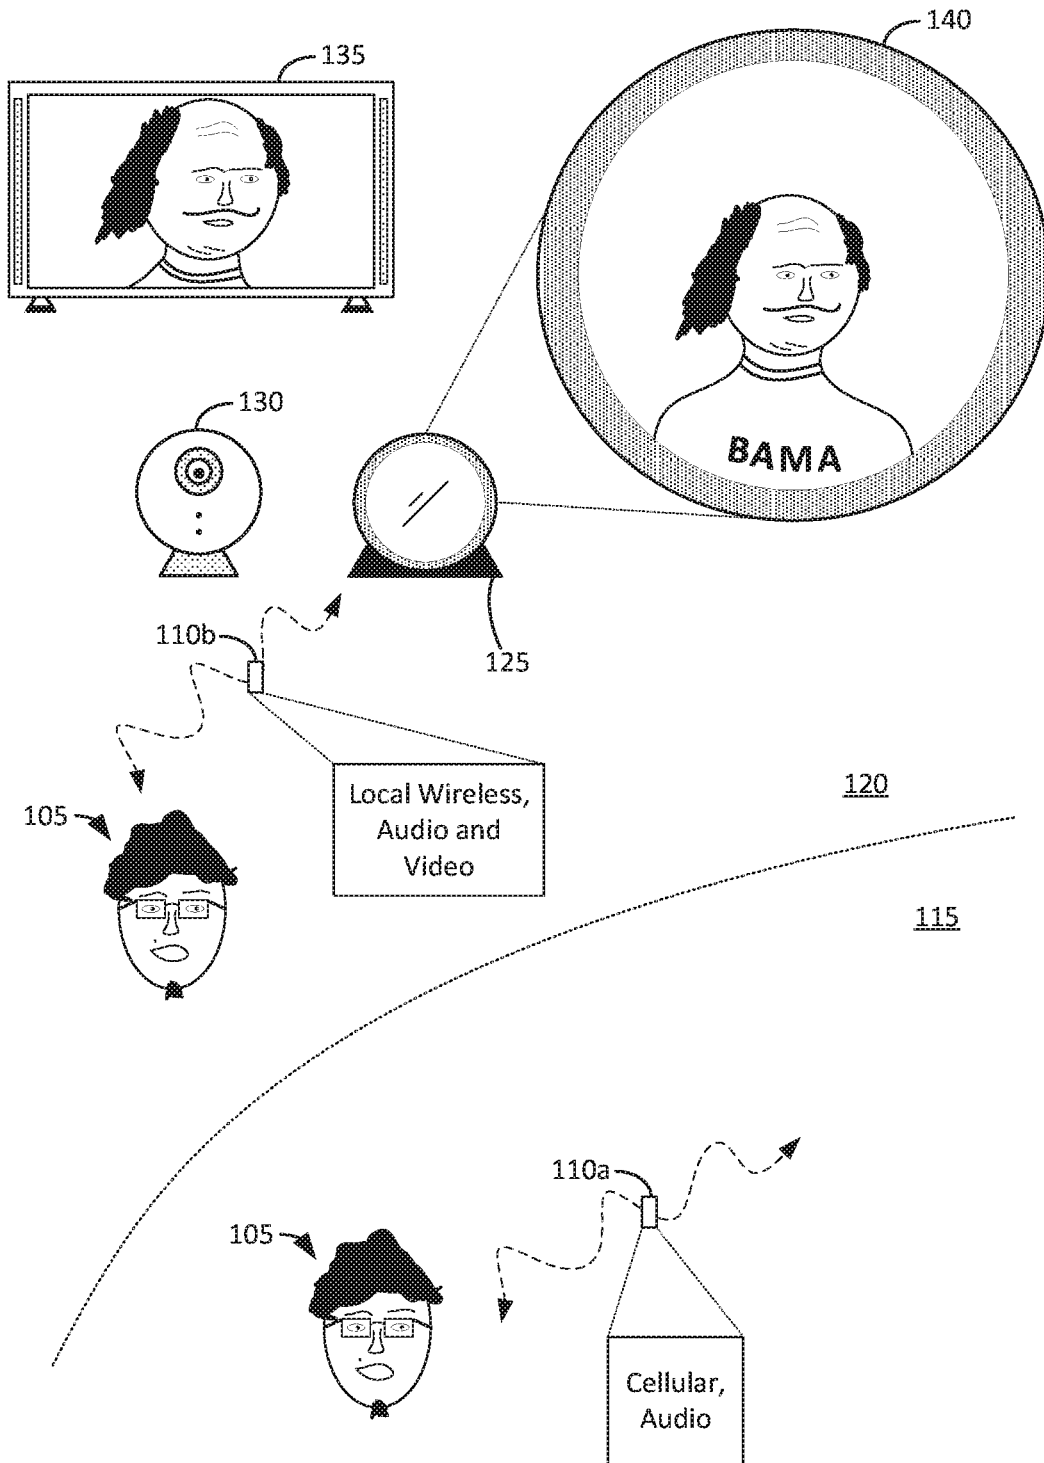 140
135
BAMA
130
110b
125
Local Wireless,
Audio and
Video
120
105
115
110a
105
Cellular,
Audio